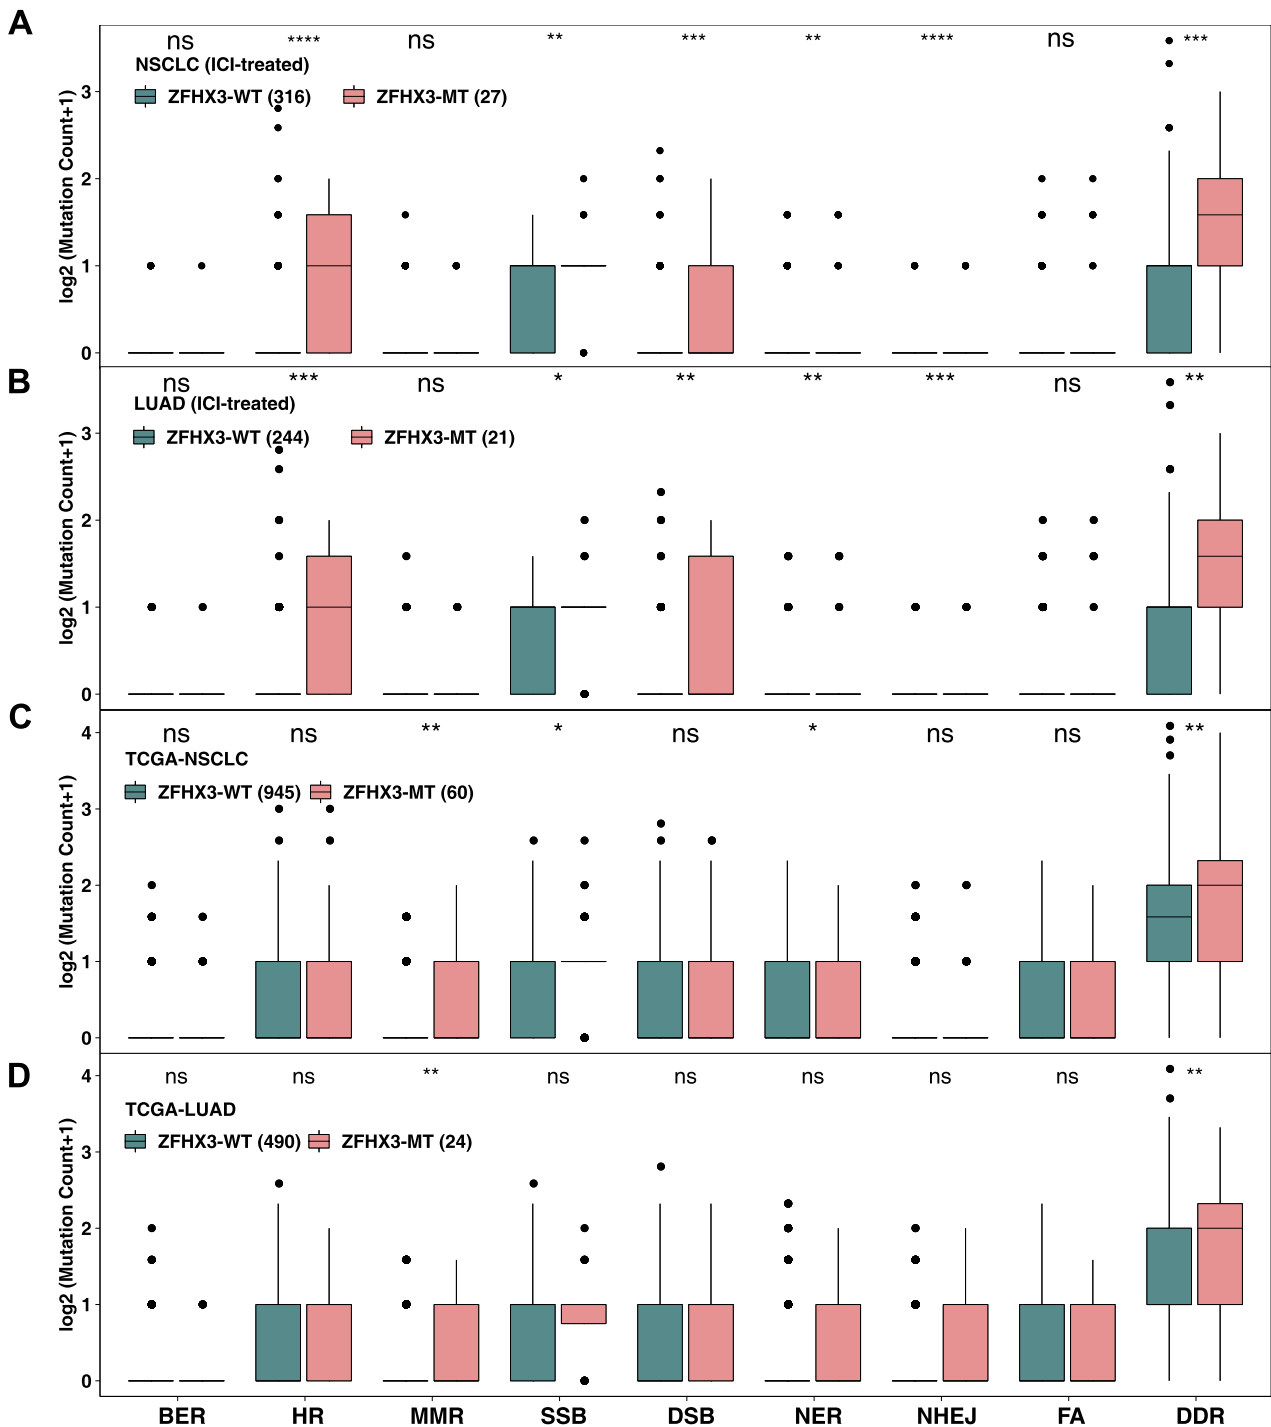 A
ns **** ns ** *** ** **** ns ***
NSCLC (ICI-treated)
ZFHX3-WT (316) ZFHX3-MT (27)
log2 (Mutation Count+1)
3
2
1
0
B
ns *** ns * ** ** *** ns **
LUAD (ICI-treated)
ZFHX3-WT (244) ZFHX3-MT (21)
log2 (Mutation Count+1)
3
2
1
0
C
ns ns ** * ns * ns ns **
TCGA-NSCLC
ZFHX3-WT (945) ZFHX3-MT (60)
log2 (Mutation Count+1)
4
3
2
1
0
D
ns ns ** ns ns ns ns ns **
TCGA-LUAD
ZFHX3-WT (490) ZFHX3-MT (24)
log2 (Mutation Count+1)
4
3
2
1
0
BER HR MMR SSB DSB NER NHEJ FA DDR